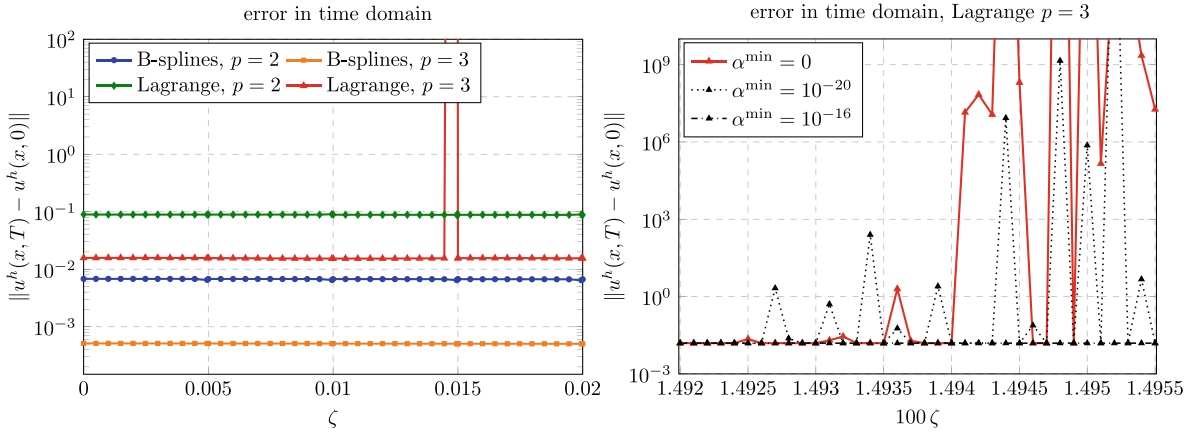 error in time domain
‖u^h(x, T) − u^h(x, 0)‖
10^2
10^1
10^0
10^−1
10^−2
10^−3
B-splines, p = 2
B-splines, p = 3
Lagrange, p = 2
Lagrange, p = 3
0
0.005
0.01
0.015
0.02
ζ
error in time domain, Lagrange p = 3
‖u^h(x, T) − u^h(x, 0)‖
10^9
10^6
10^3
10^0
10^−3
α^min = 0
α^min = 10^−20
α^min = 10^−16
1.492
1.4925
1.493
1.4935
1.494
1.4945
1.495
1.4955
100 ζ